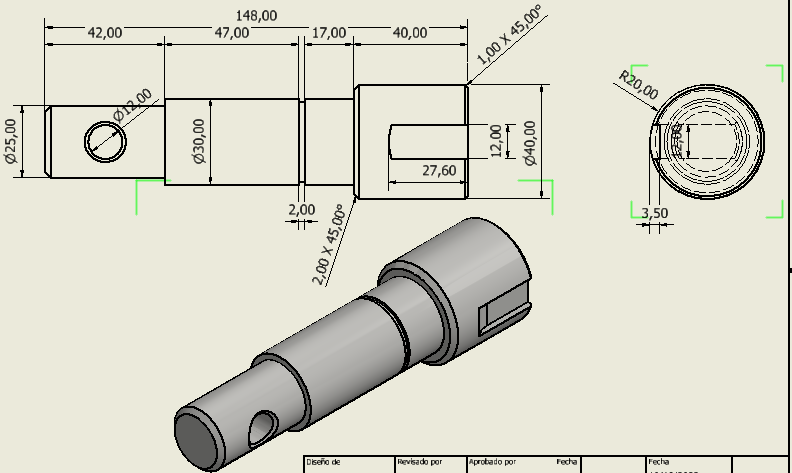 148,00
42,00
47,00
17,00
40,00
1,00 X 45,00°
Ø12,00
Ø25,00
Ø30,00
12,00
Ø40,00
27,60
2,00
2,00 X 45,00°
R20,00
12,00
3,50
Diseño de
Revisado por
Aprobado por
Fecha
Fecha